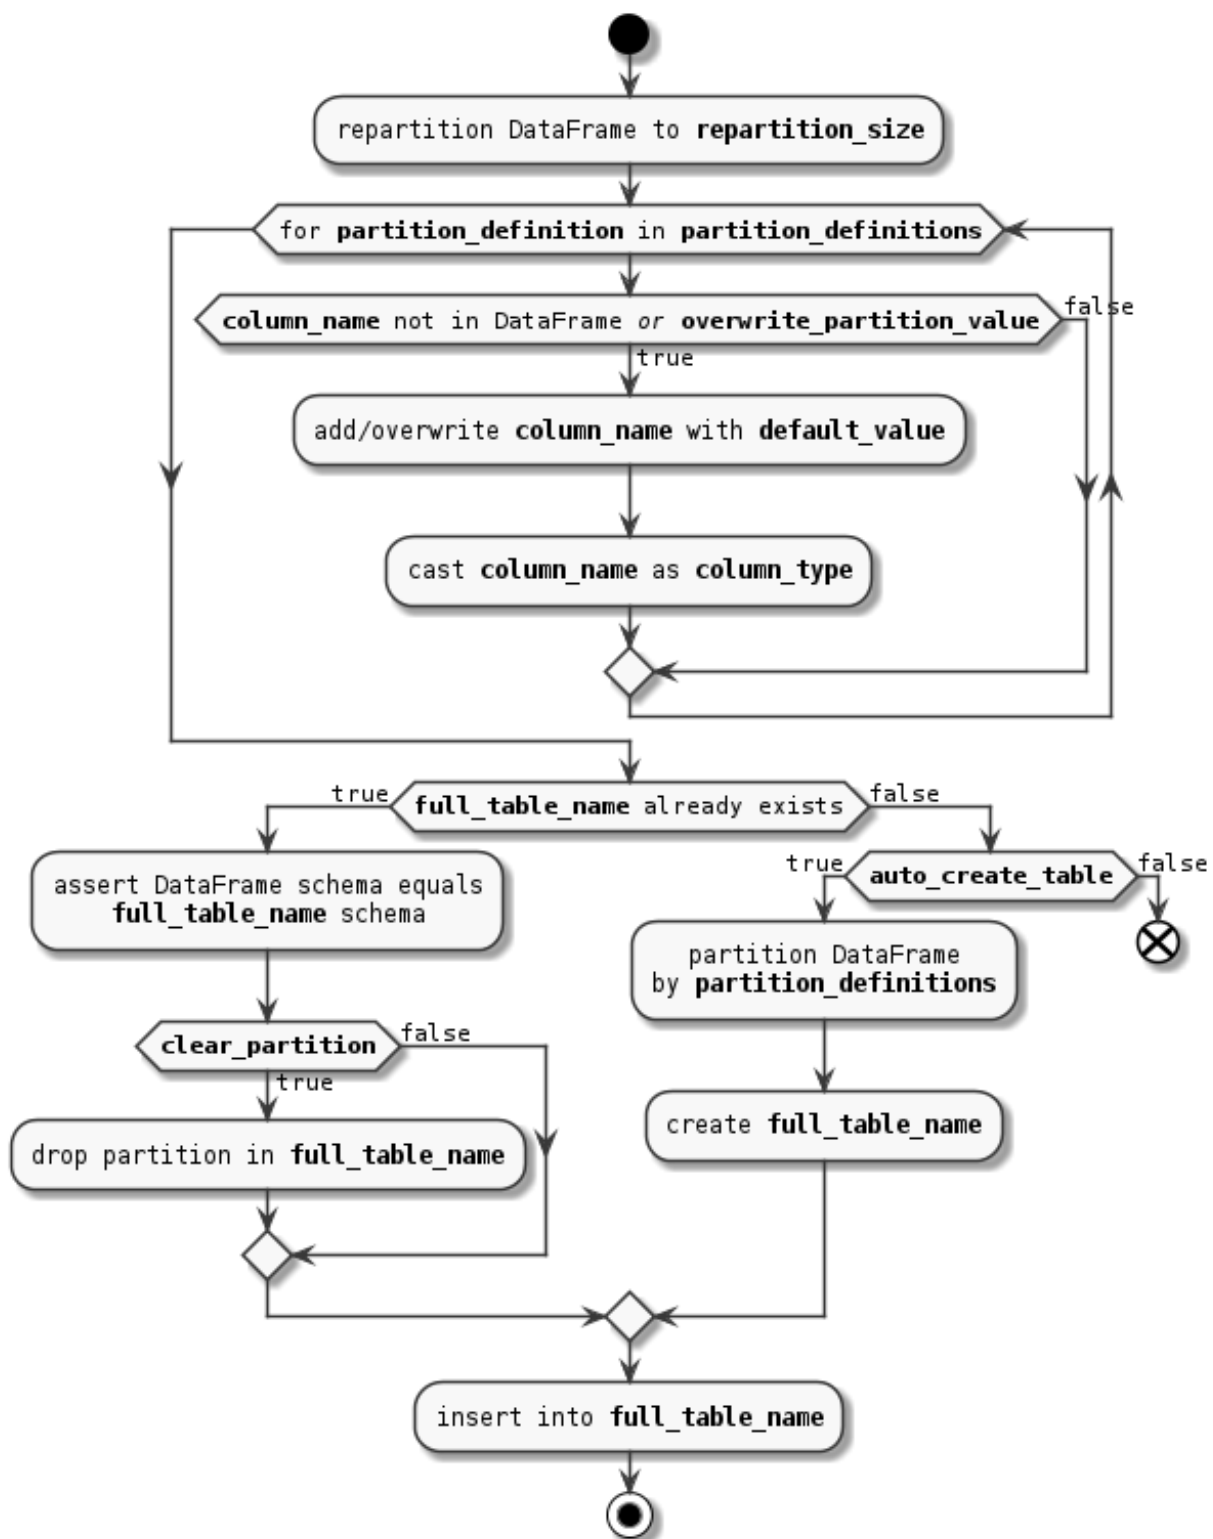 repartition DataFrame to repartition_size
for partition_definition in partition_definitions
column_name not in DataFrame or overwrite_partition_value
false
true
add/overwrite column_name with default_value
cast column_name as column_type
true
full_table_name already exists
false
assert DataFrame schema equals
full_table_name schema
true
auto_create_table
false
partition DataFrame
by partition_definitions
clear_partition
false
true
create full_table_name
drop partition in full_table_name
insert into full_table_name